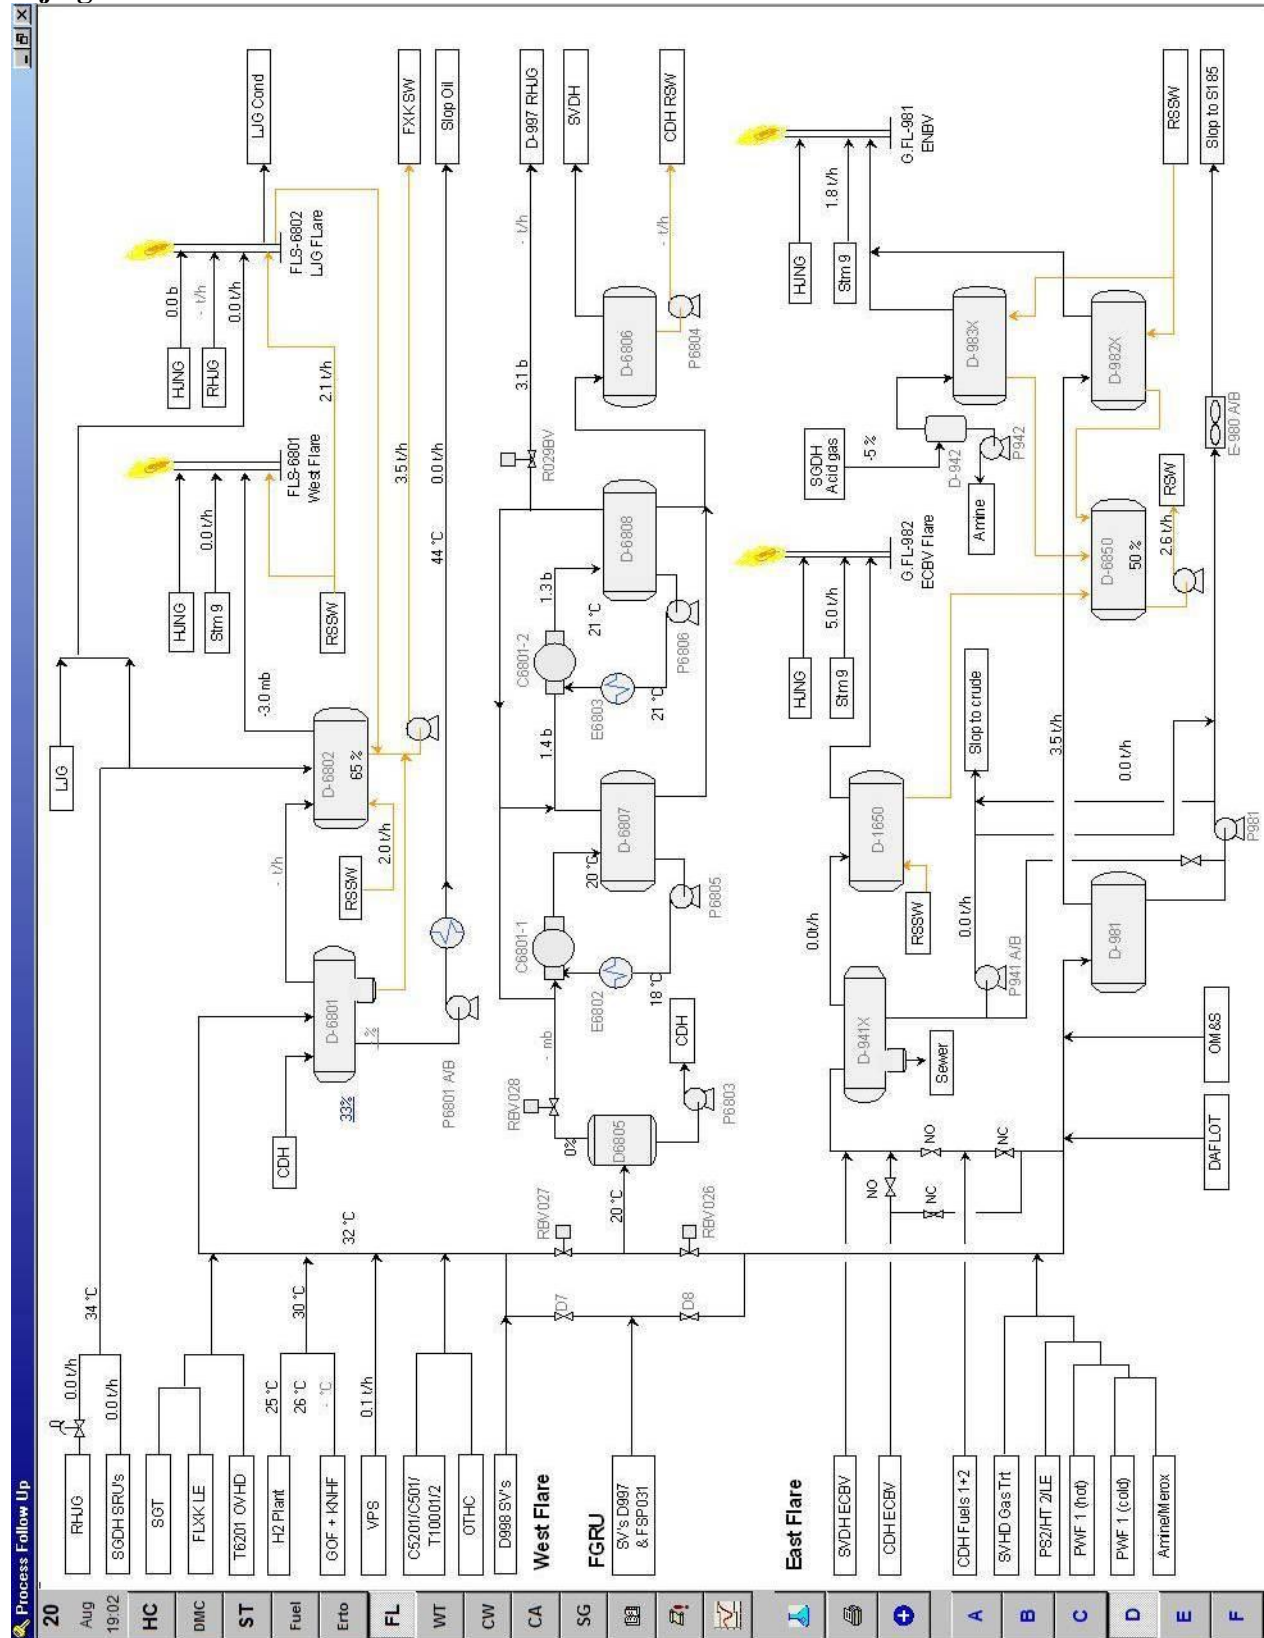 Process Follow Up
20
Aug
19:02
HC
DMC
ST
Fuel
Erto
FL
WT
CW
CA
SG
A
B
C
D
E
F
RHJG
SGDH SRU's
SGT
FLXK LE
T6201 OVHD
H2 Plant
GOF + KNHF
VPS
C5201/C501/
T10001/2
OTHC
D998 SV's
West Flare
FGRU
SV's D997
& FSP031
East Flare
SVDH ECBV
CDH ECBV
CDH Fuels 1+2
SVHD Gas Trt
PS2/HT 2/LE
PWF 1 (hot)
PWF 1 (cold)
Amine/Merox
0.0 t/h
0.0 t/h
34 °C
25 °C
26 °C
- °C
30 °C
0.1 t/h
32 °C
D7
D8
RBV027
RBV026
20 °C
CDH
33%
D-6801
- t/h
P6801 A/B
LJG
RSSW
2.0 t/h
D-6802
65 %
-3.0 mb
44 °C
0.0 t/h
3.5 t/h
RSSW
2.1 t/h
HJNG
Stm 9
0.0 t/h
FLS-6801
West Flare
HJNG
RHJG
0.0 b
- t/h
0.0 t/h
FLS-6802
LJG FLare
LJG Cond
FXK SW
Slop Oil
D6805
0%
RBV028
- mb
P6803
CDH
C6801-1
E6802
18 °C
20 °C
P6805
D-6807
1.4 b
C6801-2
E6803
21 °C
1.3 b
21 °C
P6806
D-6808
R029BV
3.1 b
D-6806
P6804
- t/h
D-997 RHJG
SVDH
CDH RSW
NO
NC
NO
NC
D-941X
Sewer
0.0t/h
P941 A/B
0.0 t/h
RSSW
D-1650
Slop to crude
HJNG
Stm 9
5.0 t/h
G.FL-982
ECBV Flare
SGDH
Acid gas
-5 %
D-942
P942
Amine
D-983X
HJNG
Stm 9
1.8 t/h
G.FL-981
ENBV
D-6850
50 %
2.6 t/h
RSW
D-982X
3.5 t/h
D-981
P981
0.0 t/h
E-980 A/B
RSSW
Slop to S185
DAFLOT
OM&S